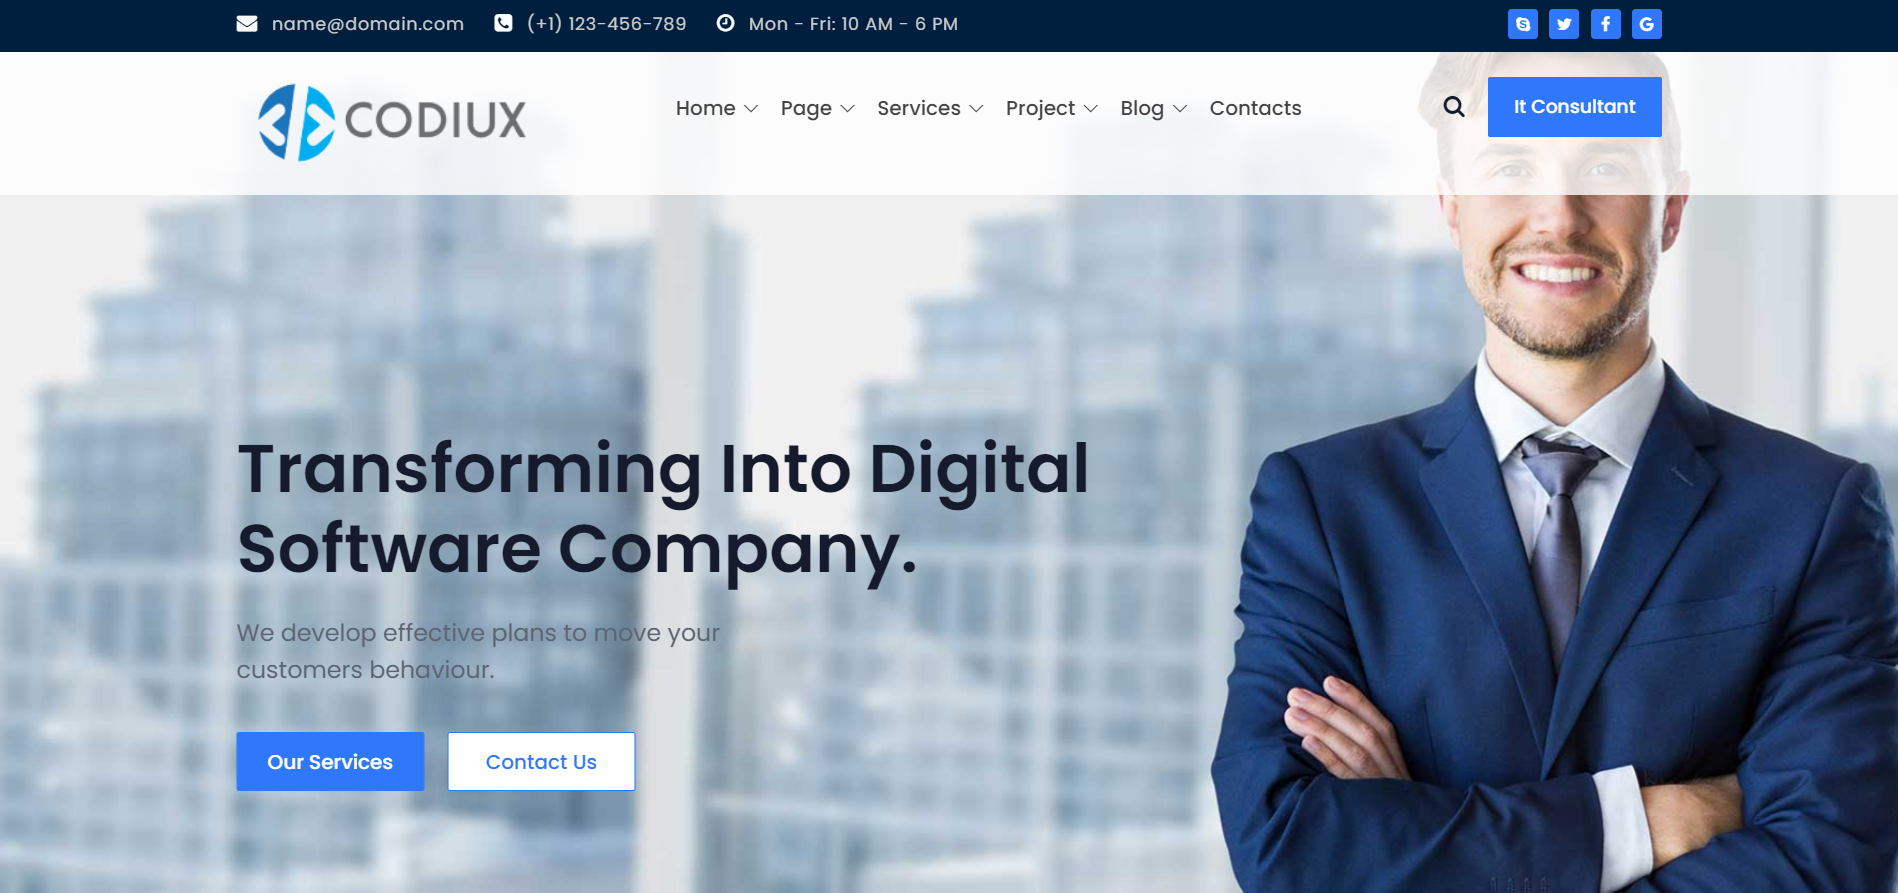 name@domain.com (+1) 123-456-789 Mon - Fri: 10 AM - 6 PM
CODIUX
Home Page Services Project Blog Contacts
It Consultant
Transforming Into Digital
Software Company.
We develop effective plans to move your
customers behaviour.
Our Services Contact Us